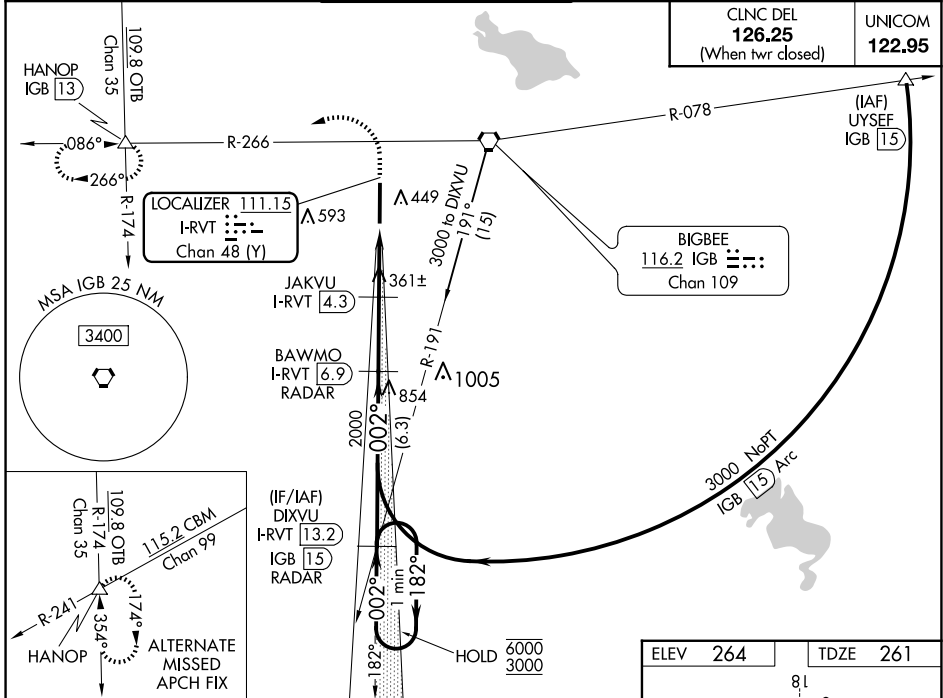 CLNC DEL
126.25
(When twr closed)
UNICOM
122.95
109.8 OTB
Chan 35
HANOP
IGB 13
086°
266°
R-266
R-078
(IAF)
UYSEF
IGB 15
R-174
LOCALIZER 111.15
I-RVT
Chan 48 (Y)
593
449
3000 to DIXVU
191°
(15)
BIGBEE
116.2 IGB
Chan 109
MSA IGB 25 NM
3400
JAKVU
I-RVT 4.3
361±
R-191
BAWMO
I-RVT 6.9
RADAR
1005
854
2000
002°
(6.3)
3000 NoPT
IGB 15 Arc
(IF/IAF)
DIXVU
I-RVT 13.2
IGB 15
RADAR
002°
1 min
182°
182°
HOLD 6000
3000
109.8 OTB
R-174
Chan 35
115.2 CBM
Chan 99
R-241
354°
174°
HANOP
ALTERNATE
MISSED
APCH FIX
ELEV 264
TDZE 261
18